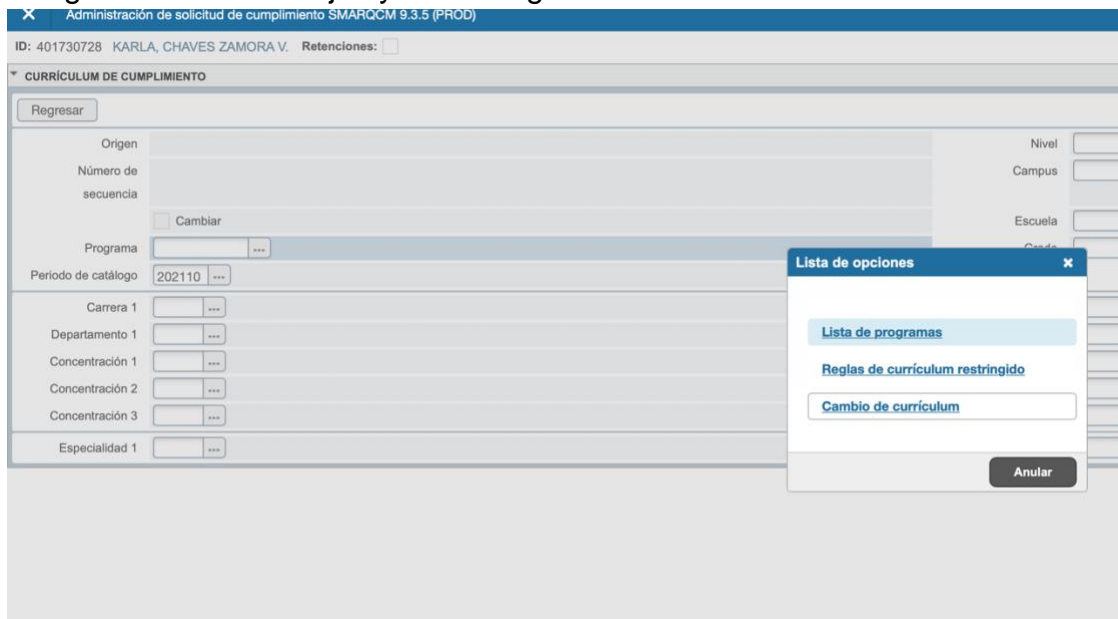 Administración de solicitud de cumplimiento SMARQCM 9.3.5 (PROD)
ID: 401730728 KARLA, CHAVES ZAMORA V. Retenciones:
CURRÍCULUM DE CUMPLIMIENTO
Regresar
Origen
Nivel
Número de
secuencia
Campus
Cambiar
Escuela
Programa
...
Grado
Periodo de catálogo 202110 ...
Carrera 1 ...
Departamento 1 ...
Concentración 1 ...
Concentración 2 ...
Concentración 3 ...
Especialidad 1 ...
Lista de opciones
Lista de programas
Reglas de currículum restringido
Cambio de currículum
Anular